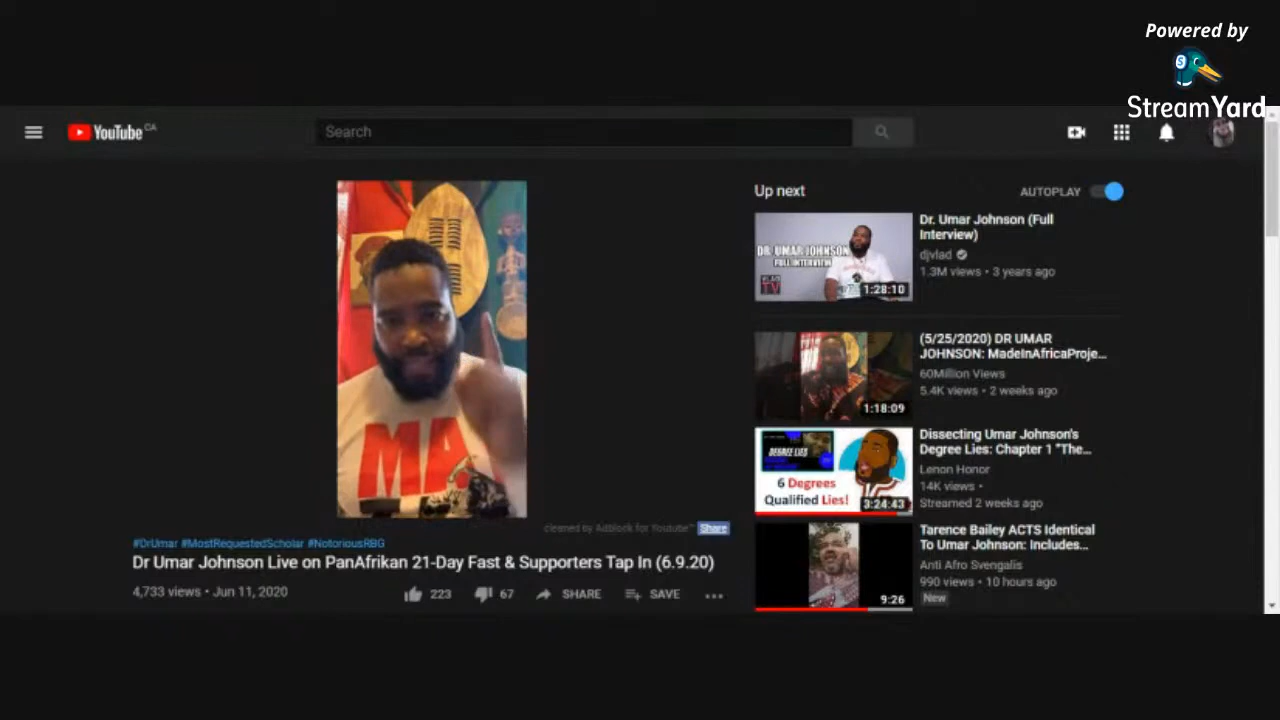 Powered by
StreamYard
YouTube CA
Search
Up next
AUTOPLAY
DR UMAR JOHNSON
FULL INTERVIEW
VLAD
TV
1:28:10
Dr. Umar Johnson (Full
Interview)
djvlad
1.3M views • 3 years ago
MA
1:18:09
(5/25/2020) DR UMAR
JOHNSON: MadeInAfricaProje...
60Million Views
5.4K views • 2 weeks ago
DEGREE LIES
6 Degrees
Qualified Lies!
3:24:43
Dissecting Umar Johnson's
Degree Lies: Chapter 1 "The...
Lenon Honor
14K views •
Streamed 2 weeks ago
cleaned by Adblock for Youtube™ Share
#DrUmar #MostRequestedScholar #NotoriousRBG
Dr Umar Johnson Live on PanAfrikan 21-Day Fast & Supporters Tap In (6.9.20)
4,733 views • Jun 11, 2020
223
67
SHARE
SAVE
9:26
Tarence Bailey ACTS Identical
To Umar Johnson: Includes...
Anti Afro Svengalis
990 views • 10 hours ago
New